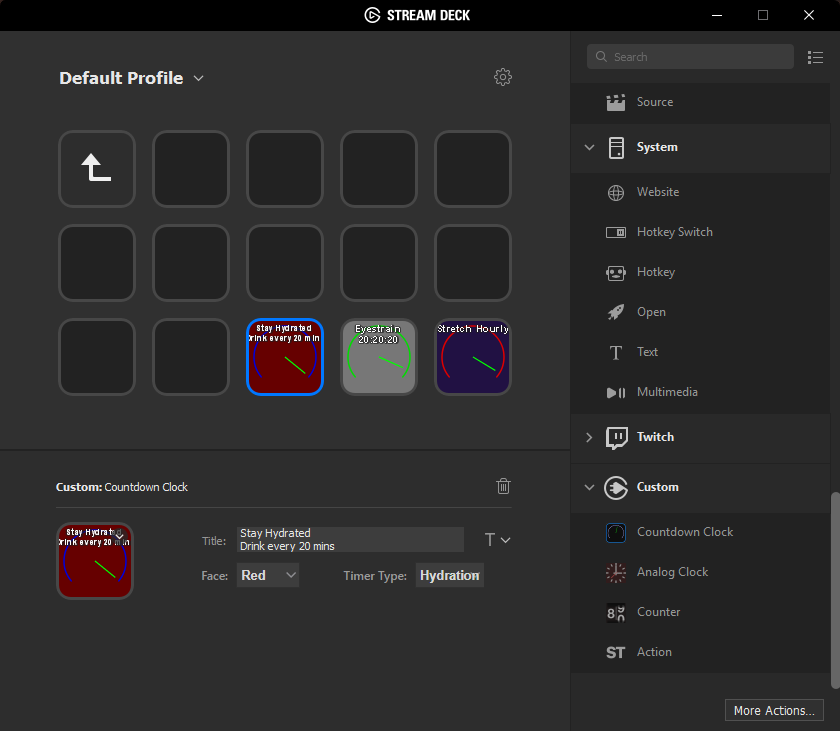 STREAM DECK
Default Profile
Search
Source
System
Website
Hotkey Switch
Hotkey
Open
Text
Multimedia
Twitch
Custom
Countdown Clock
Analog Clock
Counter
ST Action
More Actions...
Stay Hydrated
Drink every 20 min
Eyestrain
20:20:20
Stretch Hourly
Custom: Countdown Clock
Stay Hydrated
Drink every 20 min
Title: Stay Hydrated
Drink every 20 mins
T
Face: Red
Timer Type: Hydration